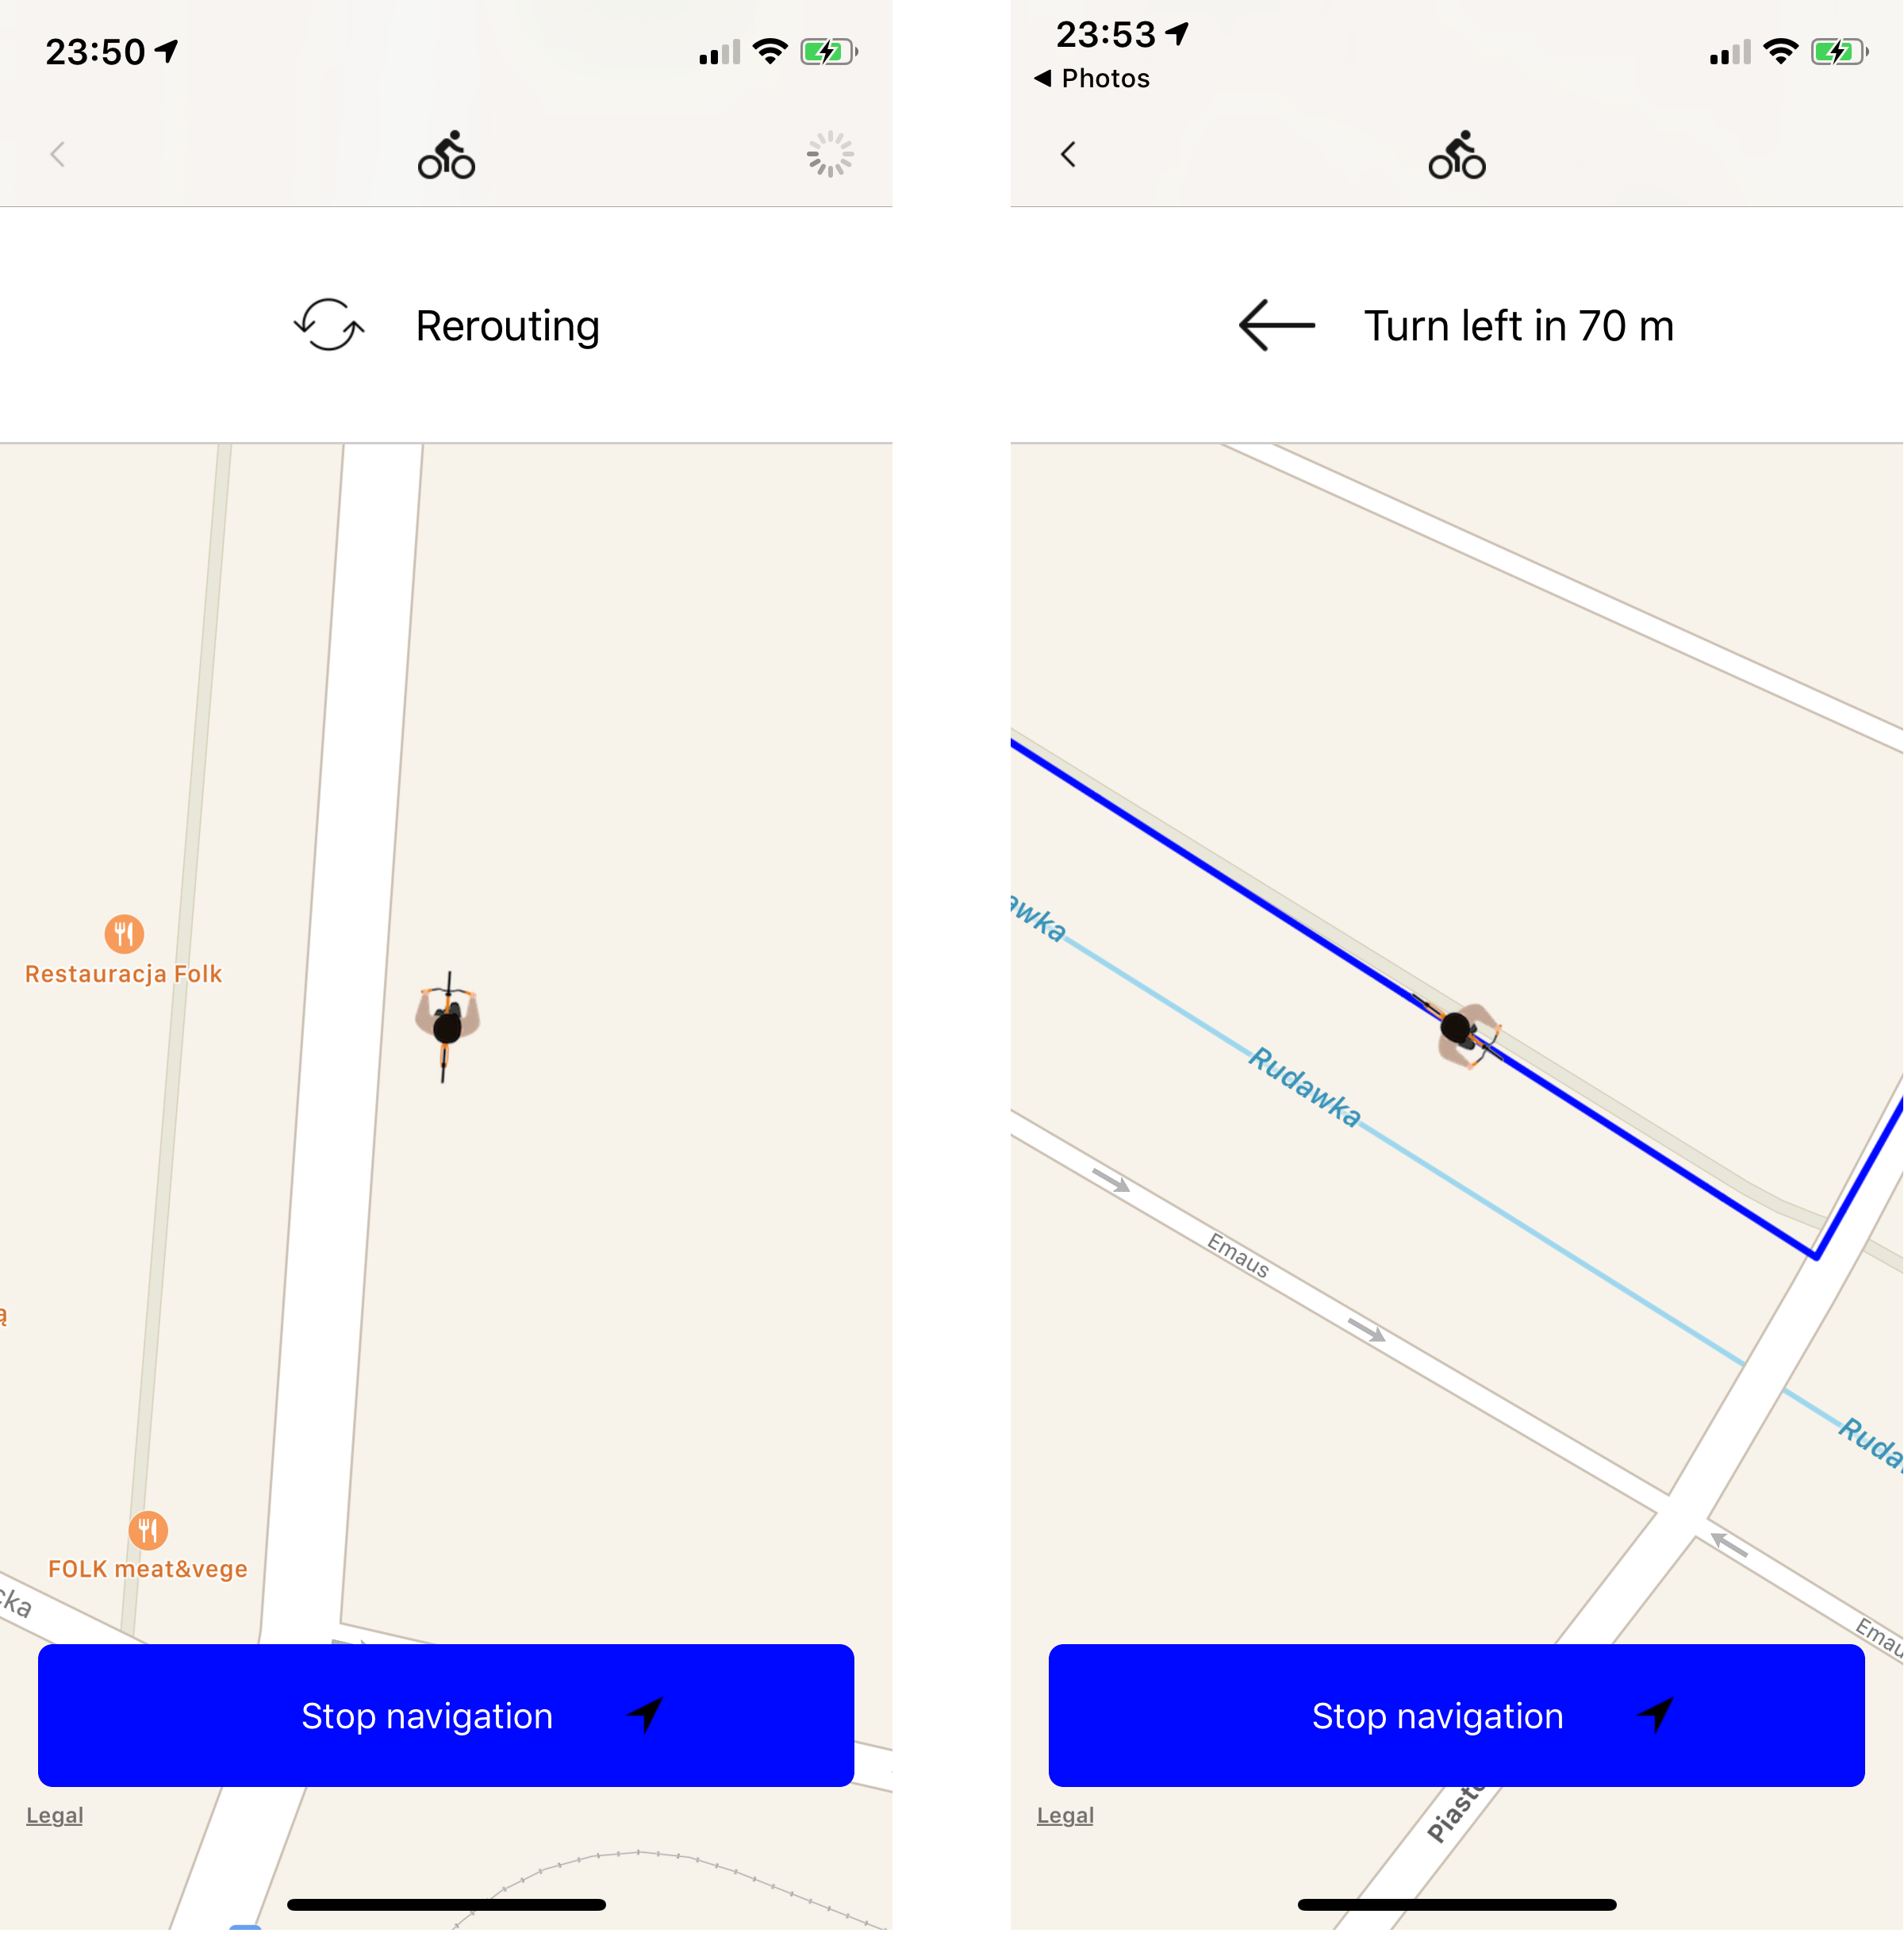 23:50
Rerouting
Restauracja Folk
ą
FOLK meat&vege
cka
Stop navigation
Legal
23:53
Photos
Turn left in 70 m
awka
Rudawka
Emaus
Ruda
Emau
Stop navigation
Piasto
Legal